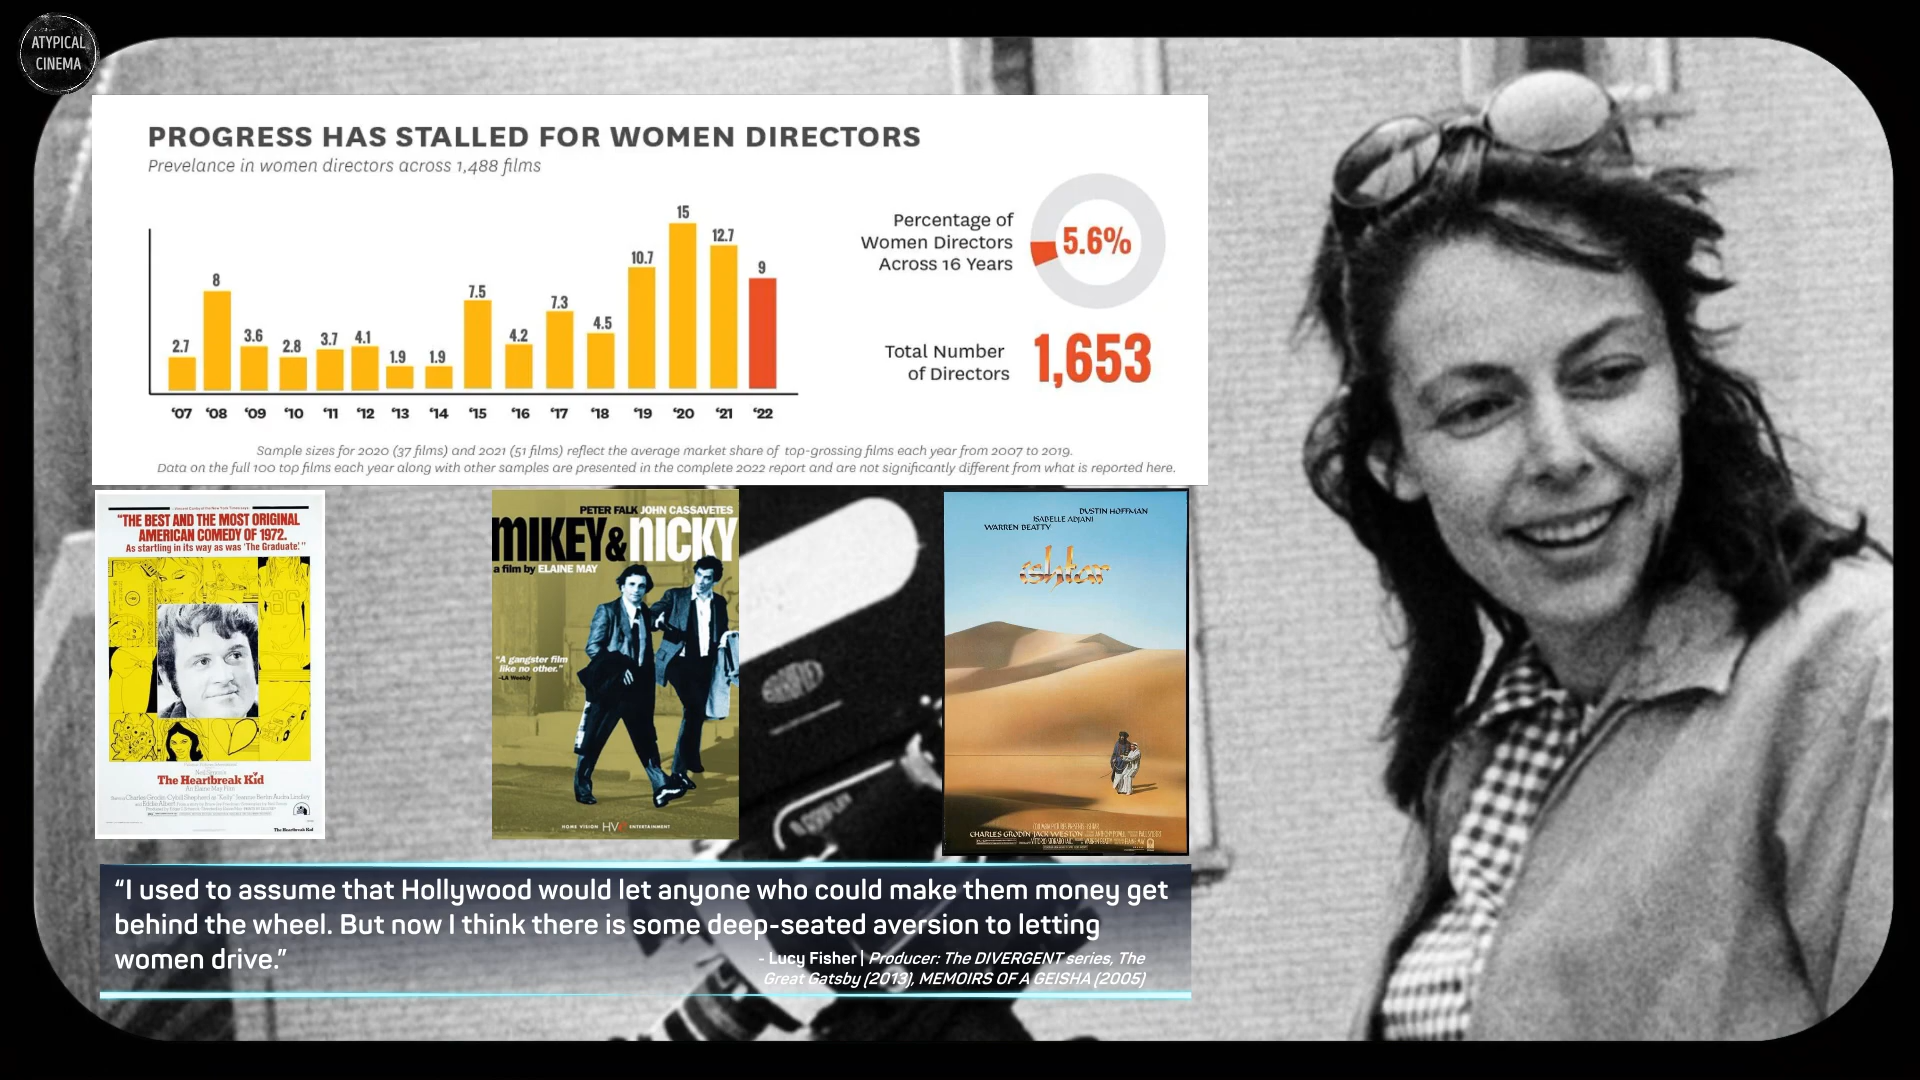 ATYPICAL
CINEMA
PROGRESS HAS STALLED FOR WOMEN DIRECTORS
Prevelance in women directors across 1,488 films
2.7 8 3.6 2.8 3.7 4.1 1.9 1.9 7.5 4.2 7.3 4.5 10.7 15 12.7 9
‘07 ‘08 ‘09 ‘10 ‘11 ‘12 ‘13 ‘14 ‘15 ‘16 ‘17 ‘18 ‘19 ‘20 ‘21 ‘22
Percentage of
Women Directors
Across 16 Years
5.6%
Total Number
of Directors
1,653
Sample sizes for 2020 (37 films) and 2021 (51 films) reflect the average market share of top-grossing films each year from 2007 to 2019.
Data on the full 100 top films each year along with other samples are presented in the complete 2022 report and are not significantly different from what is reported here.
"THE BEST AND THE MOST ORIGINAL
AMERICAN COMEDY OF 1972.
As startling in its way as was 'The Graduate'."
The Heartbreak Kid
An Elaine May Film
The Heartbreak Kid
PETER FALK JOHN CASSAVETES
MIKEY & NICKY
a film by ELAINE MAY
"A gangster film
like no other."
-LA Weekly
HOME VISION HVE ENTERTAINMENT
DUSTIN HOFFMAN
ISABELLE ADJANI
WARREN BEATTY
ishtar
CHARLES GRODIN JACK WESTON
“I used to assume that Hollywood would let anyone who could make them money get
behind the wheel. But now I think there is some deep-seated aversion to letting
women drive.”
- Lucy Fisher | Producer: The DIVERGENT series, The
Great Gatsby (2013), MEMOIRS OF A GEISHA (2005)